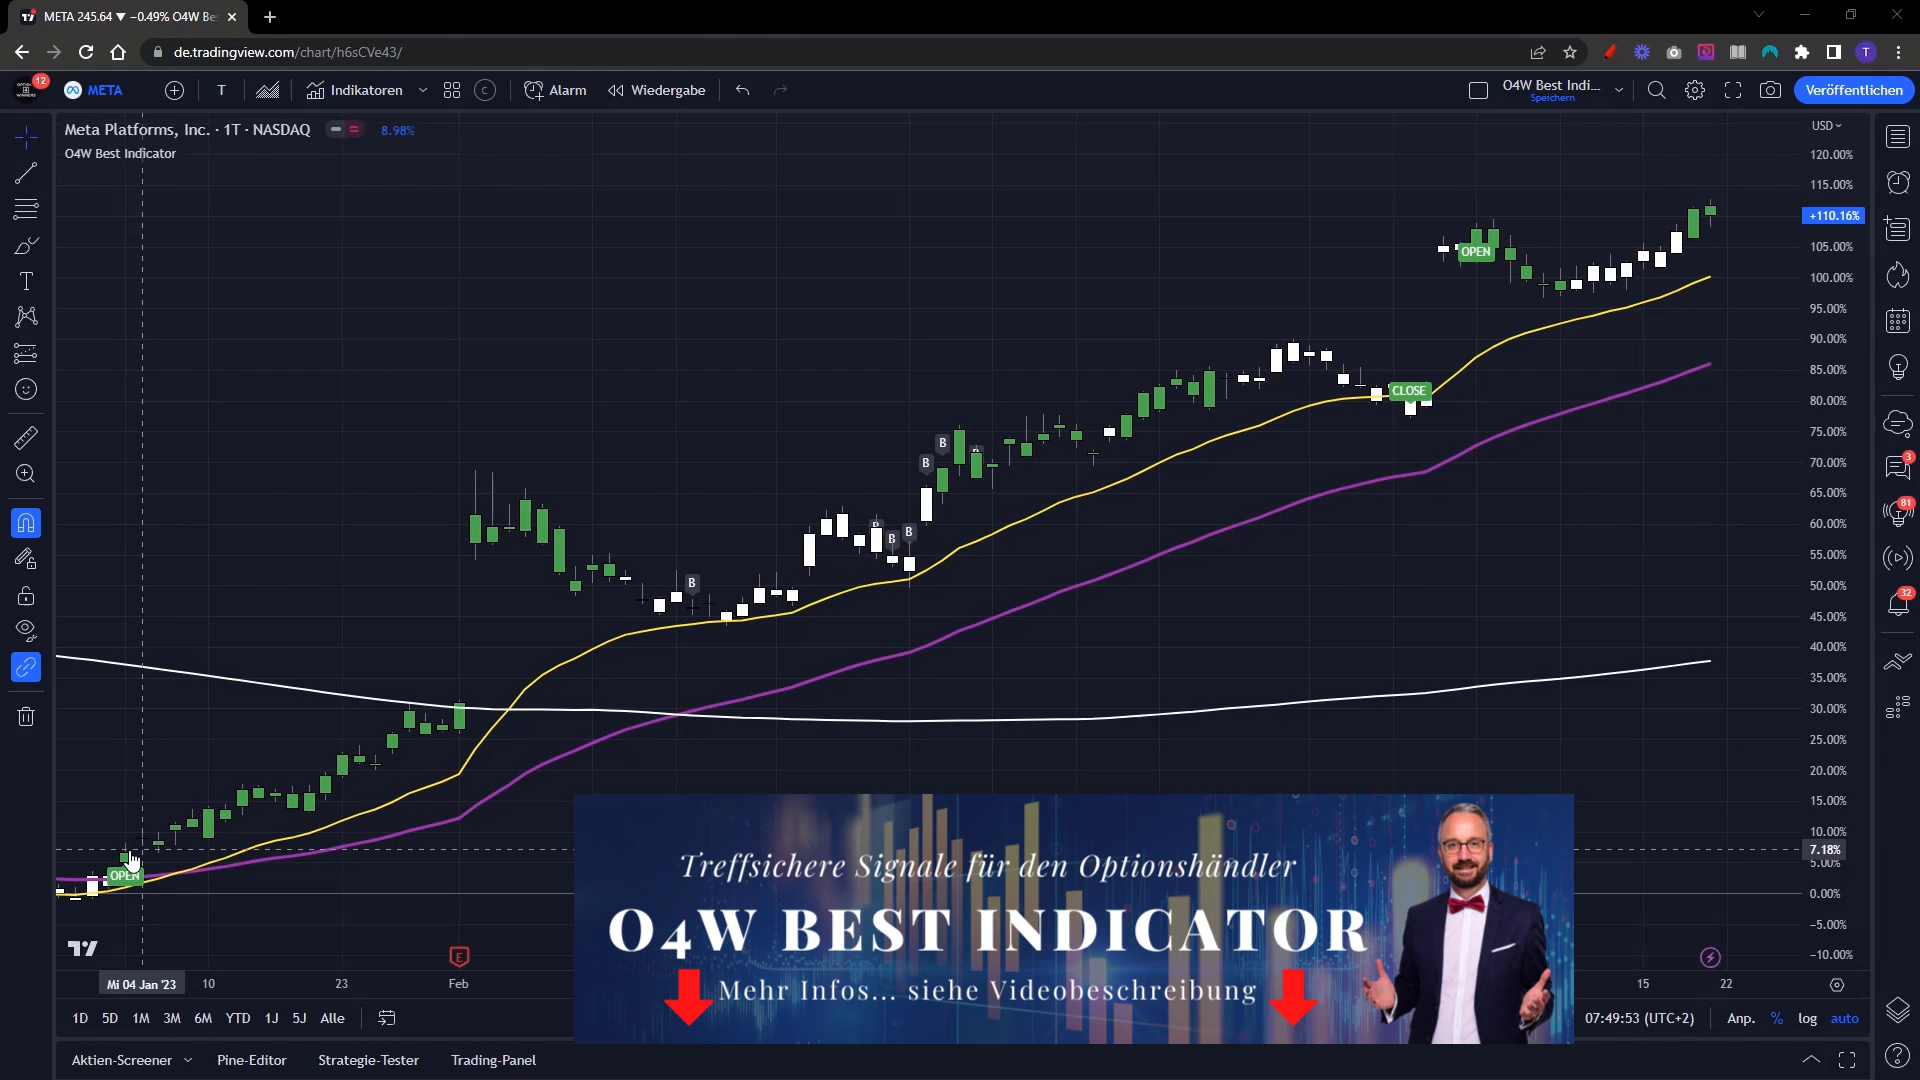 META 245.64 ▼ −0.49% O4W Be
de.tradingview.com/chart/h6sCVe43/
T
12
META
T
Indikatoren
C
Alarm
Wiedergabe
O4W Best Indi...
Speichern
Veröffentlichen
Meta Platforms, Inc. · 1T · NASDAQ
8.98%
O4W Best Indicator
USD
120.00%
115.00%
+110.16%
105.00%
100.00%
95.00%
90.00%
85.00%
80.00%
75.00%
70.00%
65.00%
60.00%
55.00%
50.00%
45.00%
40.00%
35.00%
30.00%
25.00%
20.00%
15.00%
10.00%
7.18%
5.00%
0.00%
−5.00%
−10.00%
OPEN
CLOSE
B
B
B
B
B
OPEN
E
3
81
32
Treffsichere Signale für den Optionshändler
O4W BEST INDICATOR
Mehr Infos... siehe Videobeschreibung
Mi 04 Jan '23
10
23
Feb
15
22
1D
5D
1M
3M
6M
YTD
1J
5J
Alle
07:49:53 (UTC+2)
Anp.
%
log
auto
Aktien-Screener
Pine-Editor
Strategie-Tester
Trading-Panel